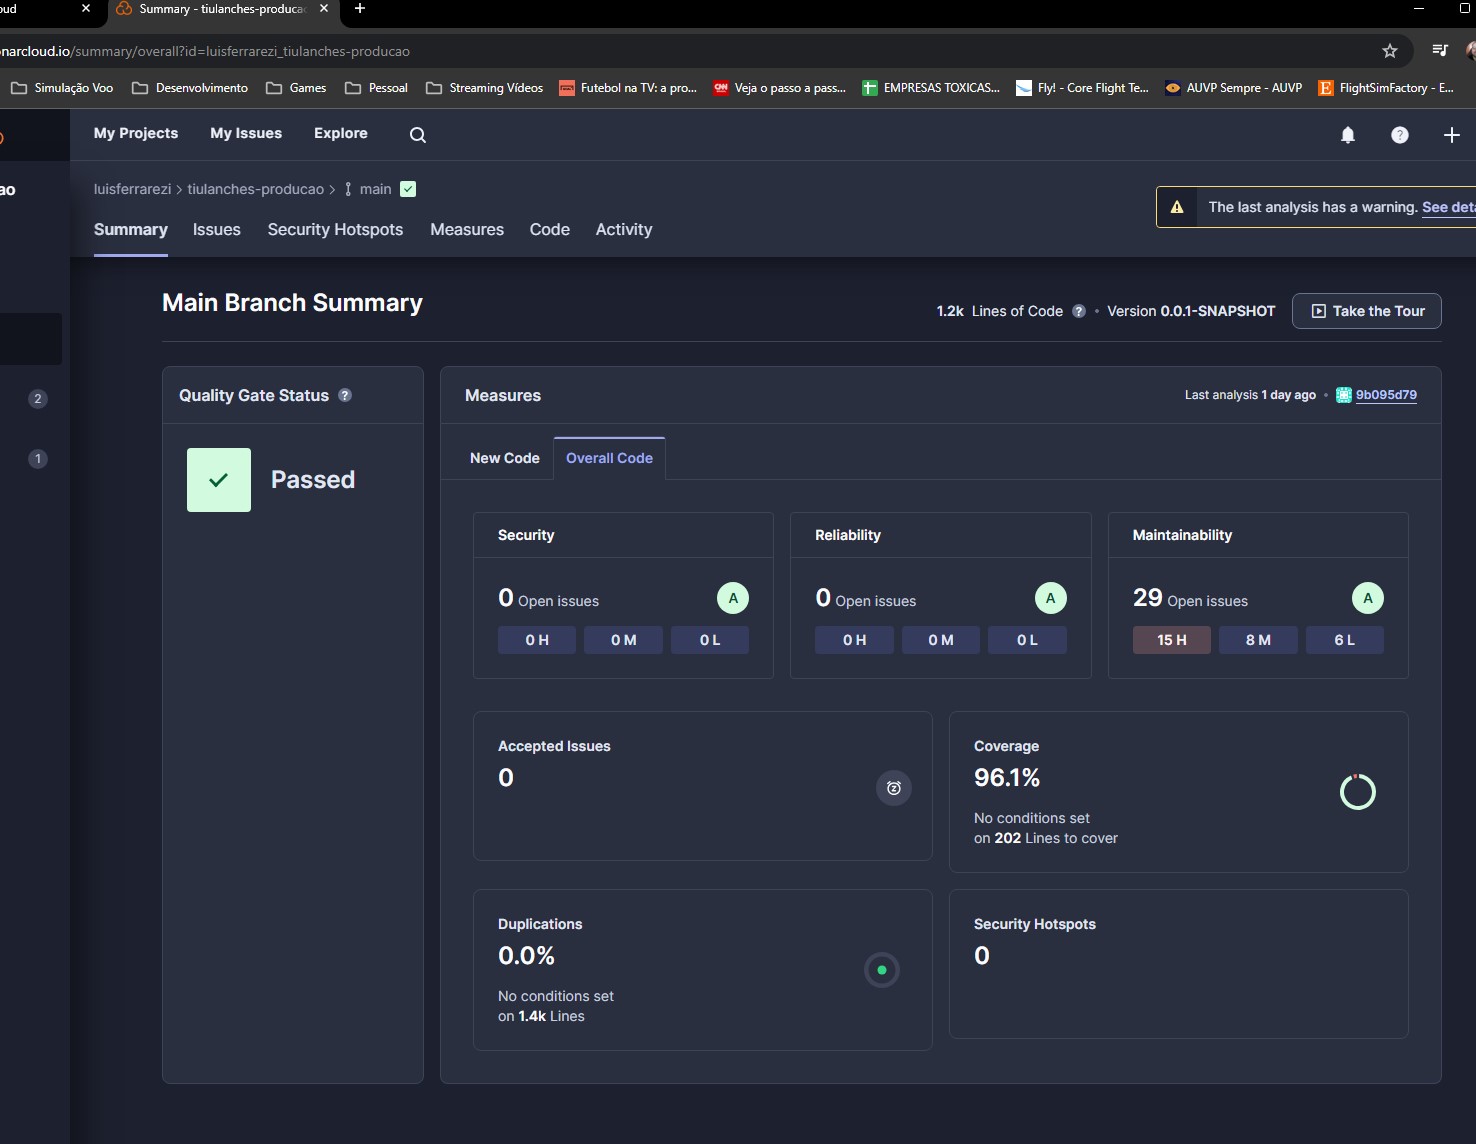 oud
Summary - tiulanches-produca
narcloud.io/summary/overall?id=luisferrarezi_tiulanches-producao
Simulação Voo Desenvolvimento Games Pessoal Streaming Vídeos Futebol na TV: a pro... CNN Veja o passo a pass... EMPRESAS TOXICAS... Fly! - Core Flight Te... AUVP Sempre - AUVP E FlightSimFactory - E...
My Projects My Issues Explore ?
ao
luisferrarezi > tiulanches-producao > main
The last analysis has a warning. See deta
Summary Issues Security Hotspots Measures Code Activity
Main Branch Summary
1.2k Lines of Code ? • Version 0.0.1-SNAPSHOT Take the Tour
Quality Gate Status ?
Passed
2
1
Measures
Last analysis 1 day ago • 9b095d79
New Code Overall Code
Security
0 Open issues A
0 H 0 M 0 L
Reliability
0 Open issues A
0 H 0 M 0 L
Maintainability
29 Open issues A
15 H 8 M 6 L
Accepted Issues
0
Coverage
96.1%
No conditions set
on 202 Lines to cover
Duplications
0.0%
No conditions set
on 1.4k Lines
Security Hotspots
0